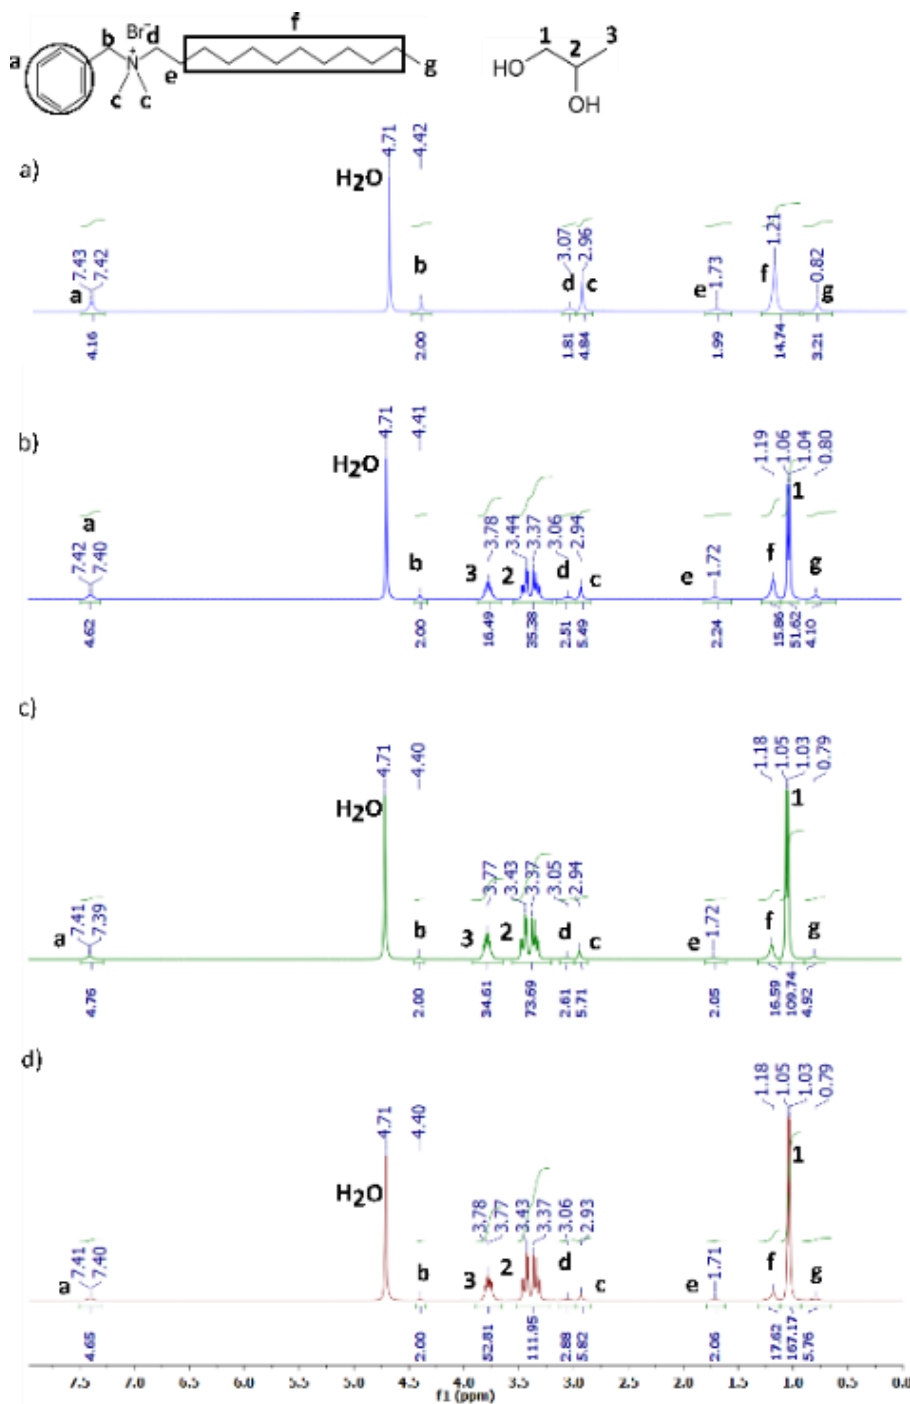 f
Br⁻
b d
1 3
2
a
N⁺
e
g
HO
c c
OH
a)
4.71 4.42
H₂O
7.43 7.42 3.07 2.96 1.73 1.21 0.82
a b d c e f g
4.16 2.00 1.81 4.84 1.99 14.74 3.21
b)
4.71 4.41 1.19 1.06 1.04 0.80
H₂O
1
7.42 7.40 3.78 3.44 3.37 3.06 2.94 1.72
a b 3 2 d c e f g
4.62 2.00 16.49 35.38 2.51 5.49 2.24 15.86 51.62 4.10
c)
4.71 4.40 1.18 1.05 1.03 0.79
H₂O
1
7.41 7.39 3.77 3.43 3.37 3.05 2.94 1.72
a b 3 2 d c e f g
4.76 2.00 34.61 73.69 2.61 5.71 2.05 16.59 109.74 4.92
d)
4.71 4.40 1.18 1.05 1.03 0.79
H₂O
1
7.41 7.40 3.78 3.77 3.43 3.37 3.06 2.93 1.71
a b 3 2 d c e f g
4.65 2.00 52.81 111.95 2.88 5.82 2.06 17.62 167.17 5.76
7.5 7.0 6.5 6.0 5.5 5.0 4.5 4.0 3.5 3.0 2.5 2.0 1.5 1.0 0.5 0.0
f1 (ppm)